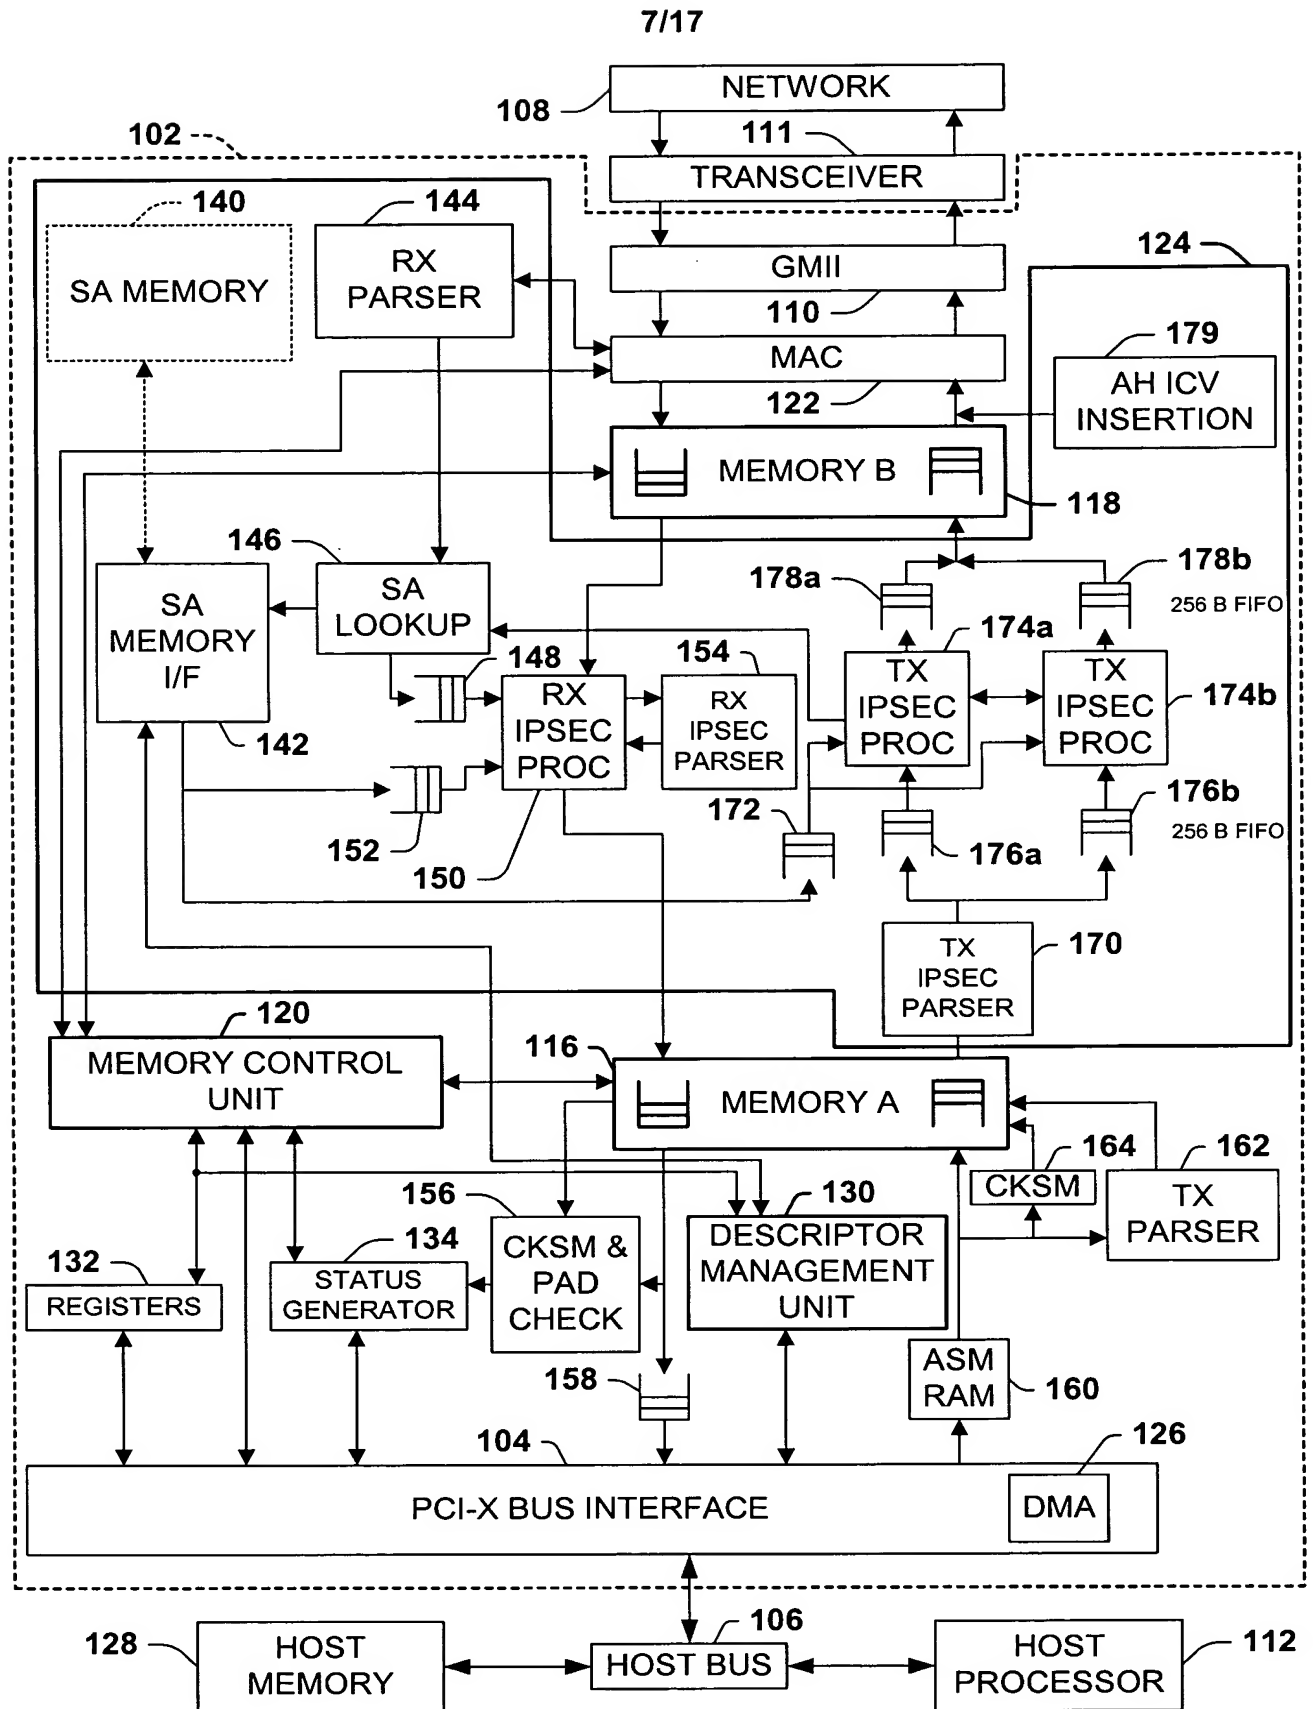 7/17
NETWORK
108
111
102
TRANSCEIVER
140
144
SA MEMORY
RX
PARSER
GMII
110
124
MAC
122
179
AH ICV
INSERTION
MEMORY B
118
146
SA
MEMORY
I/F
142
SA
LOOKUP
148
152
RX
IPSEC
PROC
150
154
RX
IPSEC
PARSER
178a
178b
256 B FIFO
174a
TX
IPSEC
PROC
TX
IPSEC
PROC
174b
172
176a
176b
256 B FIFO
TX
IPSEC
PARSER
170
120
MEMORY CONTROL
UNIT
116
MEMORY A
164
CKSM
162
TX
PARSER
156
CKSM &
PAD
CHECK
130
DESCRIPTOR
MANAGEMENT
UNIT
132
REGISTERS
134
STATUS
GENERATOR
158
ASM
RAM
160
104
PCI-X BUS INTERFACE
126
DMA
128
HOST
MEMORY
106
HOST BUS
HOST
PROCESSOR
112